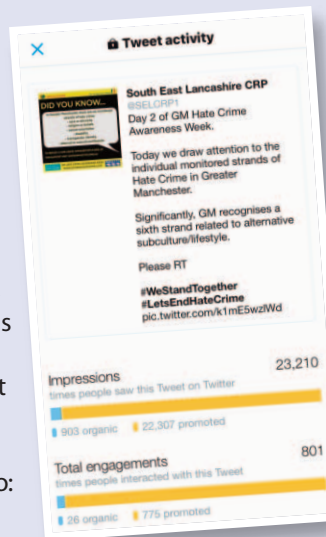 Tweet activity
DID YOU KNOW...
South East Lancashire CRP
@SELCRP1
Day 2 of GM Hate Crime
Awareness Week.
Today we draw attention to the
individual monitored strands of
Hate Crime in Greater
Manchester.
Significantly, GM recognises a
sixth strand related to alternative
subculture/lifestyle.
Please RT
#WeStandTogether
#LetsEndHateCrime
pic.twitter.com/k1mE5wzlWd
Impressions 23,210
times people saw this Tweet on Twitter
903 organic 22,307 promoted
Total engagements 801
times people interacted with this Tweet
26 organic 775 promoted